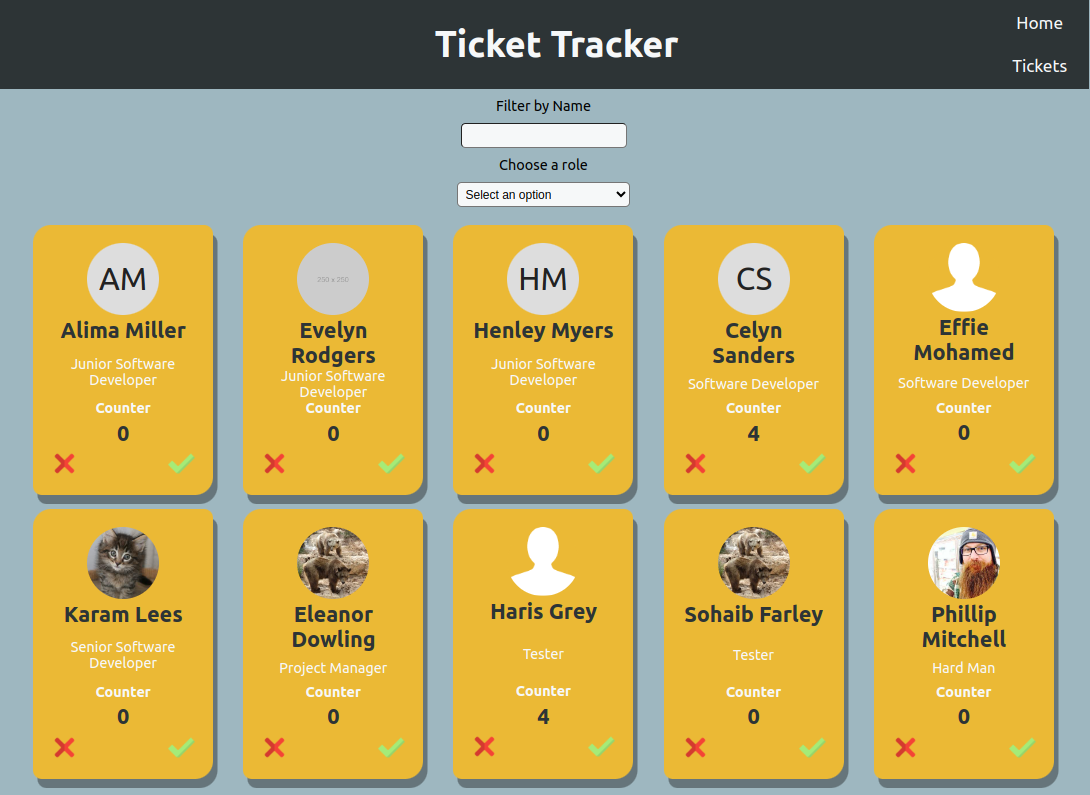 Ticket Tracker
Home
Tickets
Filter by Name
Choose a role
Select an option
AM
Alima Miller
Junior Software
Developer
Counter
0
250 x 250
Evelyn
Rodgers
Junior Software
Developer
Counter
0
HM
Henley Myers
Junior Software
Developer
Counter
0
CS
Celyn
Sanders
Software Developer
Counter
4
Effie
Mohamed
Software Developer
Counter
0
Karam Lees
Senior Software
Developer
Counter
0
Eleanor
Dowling
Project Manager
Counter
0
Haris Grey
Tester
Counter
4
Sohaib Farley
Tester
Counter
0
Phillip
Mitchell
Hard Man
Counter
0